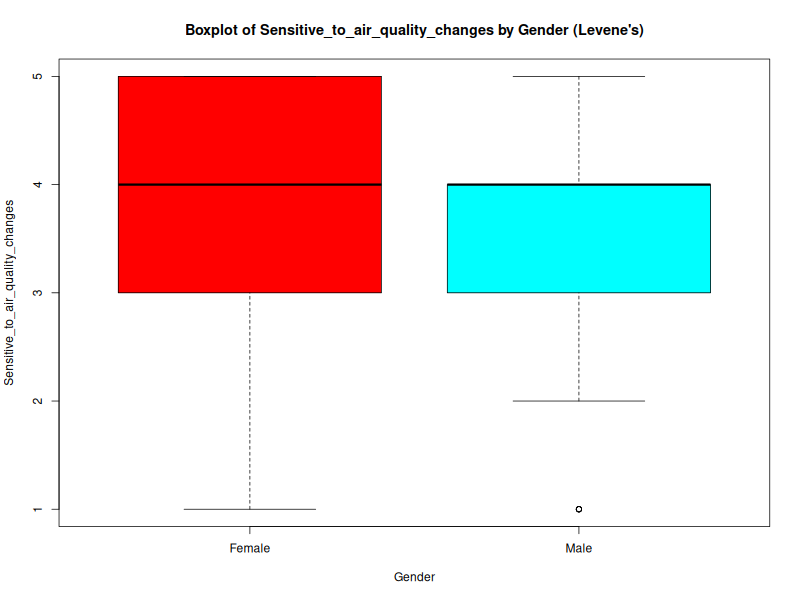 Boxplot of Sensitive_to_air_quality_changes by Gender (Levene's)
Sensitive_to_air_quality_changes
5
4
3
2
1
Female Male
Gender